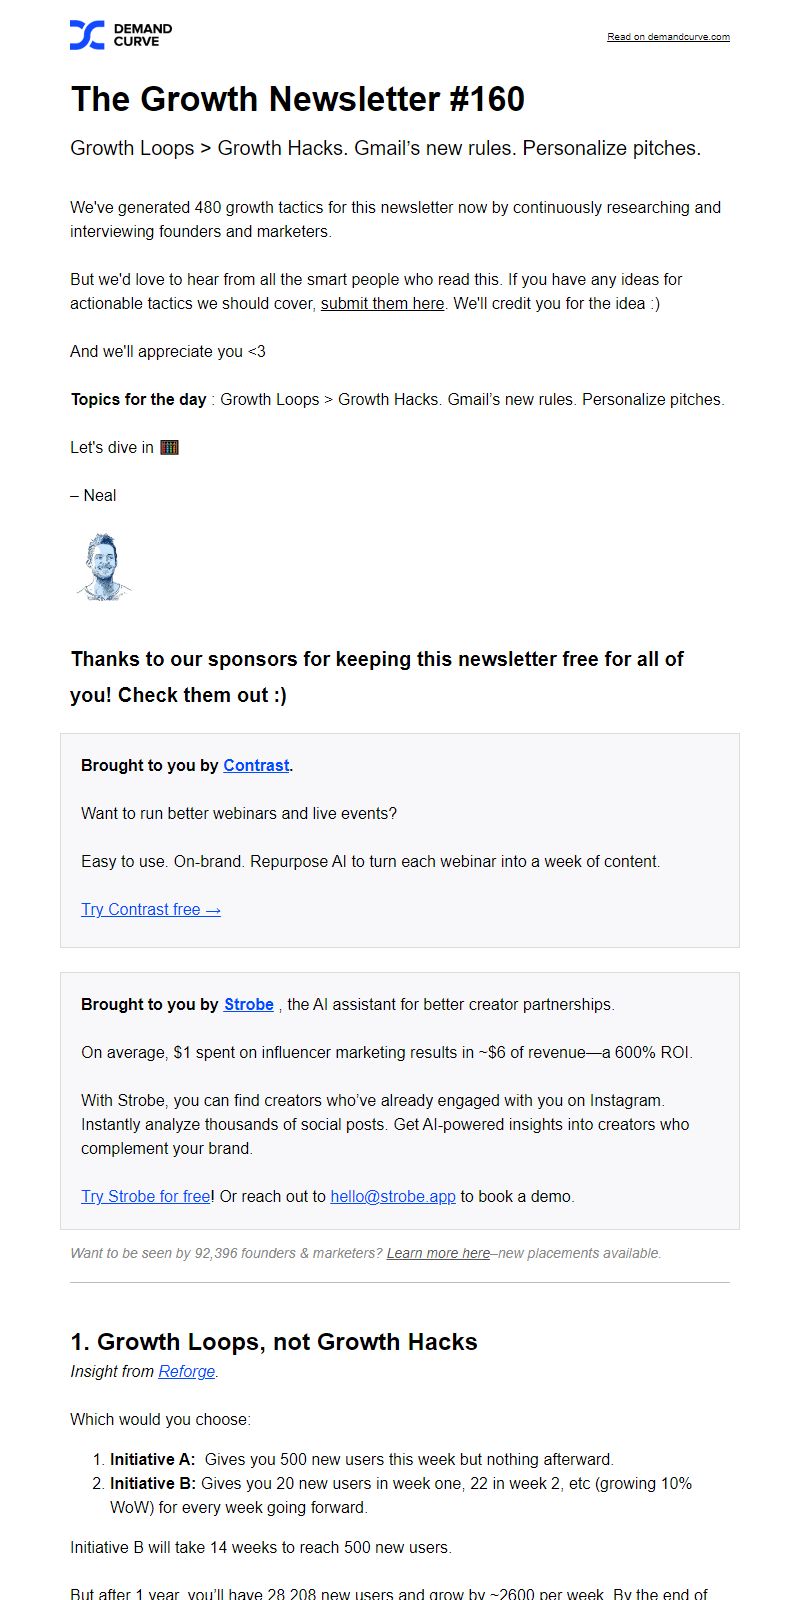 DEMAND
CURVE
Read on demandcurve.com
The Growth Newsletter #160
Growth Loops > Growth Hacks. Gmail’s new rules. Personalize pitches.
We've generated 480 growth tactics for this newsletter now by continuously researching and
interviewing founders and marketers.
But we'd love to hear from all the smart people who read this. If you have any ideas for
actionable tactics we should cover, submit them here. We'll credit you for the idea :)
And we'll appreciate you <3
Topics for the day : Growth Loops > Growth Hacks. Gmail’s new rules. Personalize pitches.
Let's dive in 🧮
– Neal
Thanks to our sponsors for keeping this newsletter free for all of
you! Check them out :)
Brought to you by Contrast.
Want to run better webinars and live events?
Easy to use. On-brand. Repurpose AI to turn each webinar into a week of content.
Try Contrast free →
Brought to you by Strobe , the AI assistant for better creator partnerships.
On average, $1 spent on influencer marketing results in ~$6 of revenue—a 600% ROI.
With Strobe, you can find creators who’ve already engaged with you on Instagram.
Instantly analyze thousands of social posts. Get AI-powered insights into creators who
complement your brand.
Try Strobe for free! Or reach out to hello@strobe.app to book a demo.
Want to be seen by 92,396 founders & marketers? Learn more here–new placements available.
1. Growth Loops, not Growth Hacks
Insight from Reforge.
Which would you choose:
1. Initiative A:  Gives you 500 new users this week but nothing afterward.
2. Initiative B: Gives you 20 new users in week one, 22 in week 2, etc (growing 10%
WoW) for every week going forward.
Initiative B will take 14 weeks to reach 500 new users.
But after 1 year, you’ll have 28,208 new users and grow by ~2600 per week. By the end of